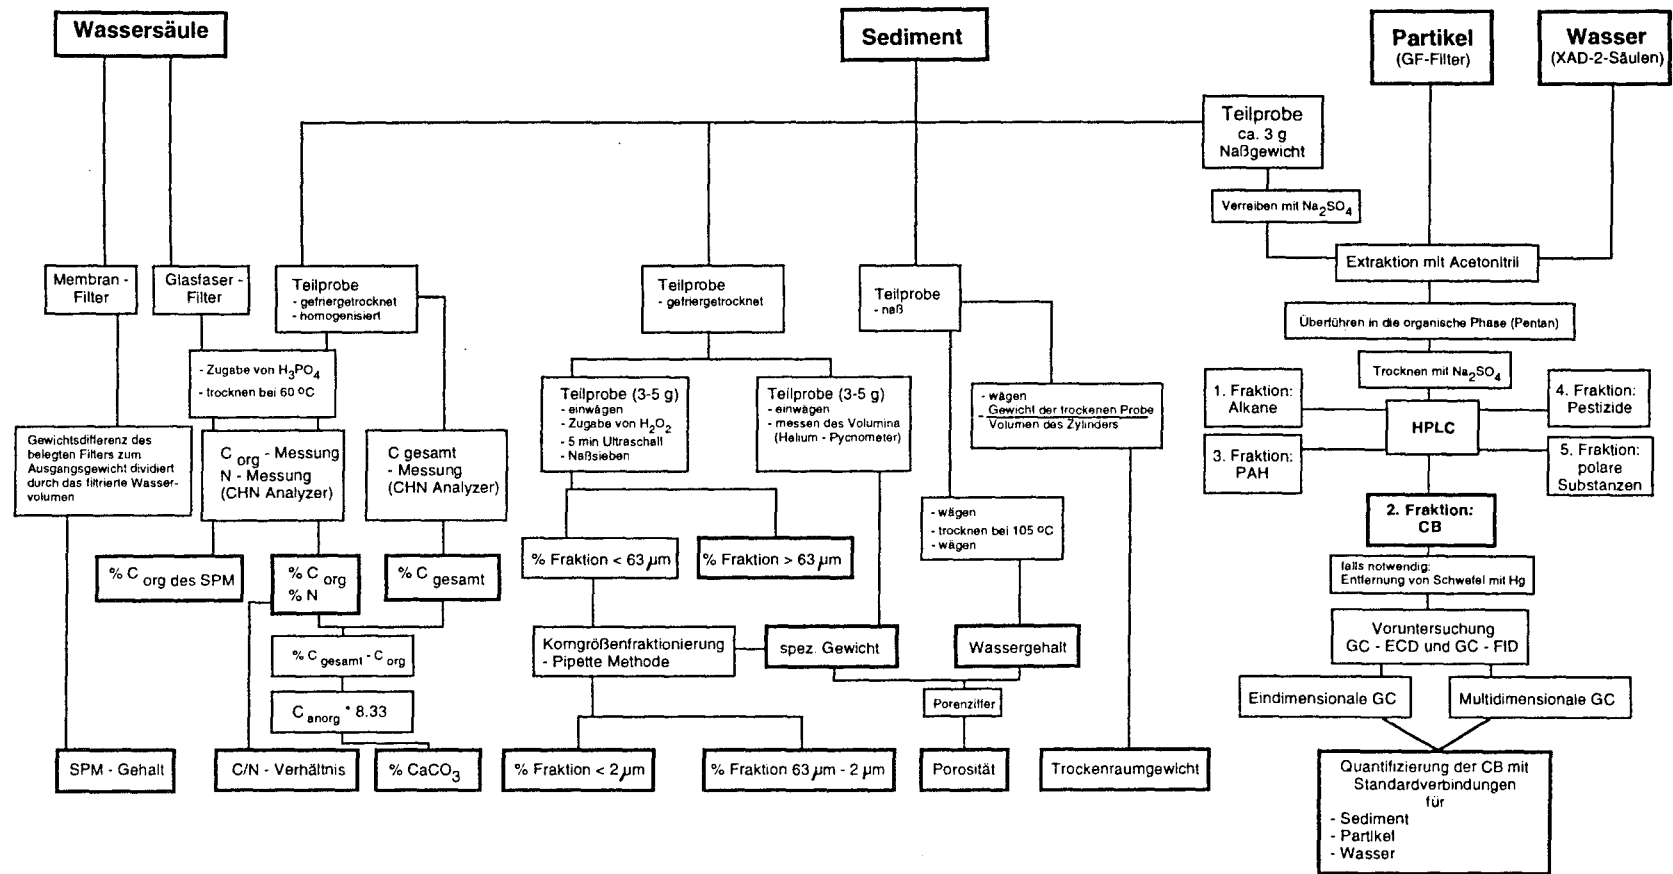 Wassersäule
Sediment
Partikel
(GF-Filter)
Wasser
(XAD-2-Säulen)
Teilprobe
ca. 3 g
Naßgewicht
Verreiben mit Na2SO4
Extraktion mit Acetonitril
Membran -
Filter
Glasfaser -
Filter
Teilprobe
- gefriergetrocknet
- homogenisiert
Teilprobe
- gefriergetrocknet
Teilprobe
- naß
Überführen in die organische Phase (Pentan)
- Zugabe von H3PO4
- trocknen bei 60 ºC
Trocknen mit Na2SO4
Teilprobe (3-5 g)
- einwägen
- Zugabe von H2O2
- 5 min Ultraschall
- Naßsieben
Teilprobe (3-5 g)
- einwägen
- messen des Volumina
(Helium - Pycnometer)
- wägen
- Gewicht der trockenen Probe
Volumen des Zylinders
1. Fraktion:
Alkane
HPLC
4. Fraktion:
Pestizide
3. Fraktion:
PAH
5. Fraktion:
polare
Substanzen
Gewichtsdifferenz des
belegten Filters zum
Ausgangsgewicht dividiert
durch das filtrierte Wasser-
volumen
C org - Messung
N - Messung
(CHN Analyzer)
C gesamt
- Messung
(CHN Analyzer)
- wägen
- trocknen bei 105 ºC
- wägen
2. Fraktion:
CB
% Fraktion < 63 µm
% Fraktion > 63 µm
% C org des SPM
% C org
% N
% C gesamt
falls notwendig:
Entfernung von Schwefel mit Hg
Korngrößenfraktionierung
- Pipette Methode
spez. Gewicht
Wassergehalt
Voruntersuchung
GC - ECD und GC - FID
% C gesamt - C org
C anorg * 8.33
Porenziffer
Eindimensionale GC
Multidimensionale GC
SPM - Gehalt
C/N - Verhältnis
% CaCO3
% Fraktion < 2 µm
% Fraktion 63 µm - 2 µm
Porosität
Trockenraumgewicht
Quantifizierung der CB mit
Standardverbindungen
für
- Sediment
- Partikel
- Wasser